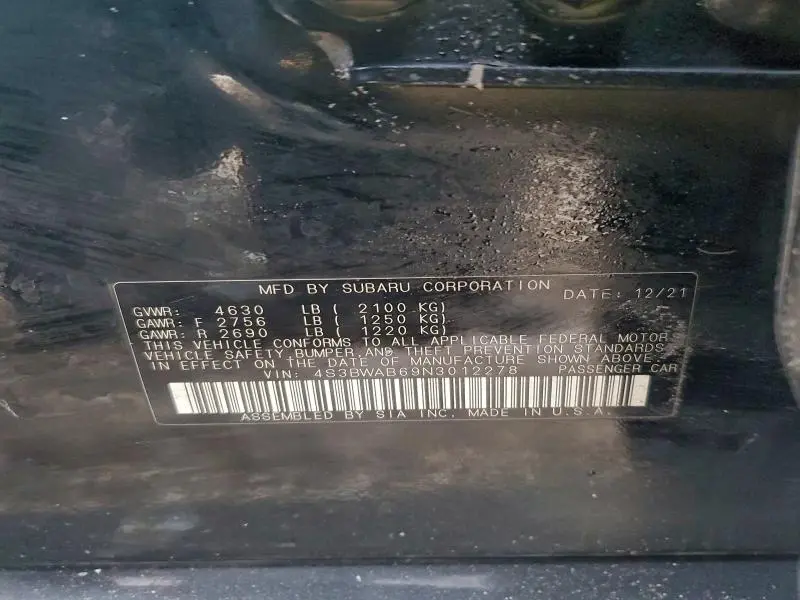 MFD BY SUBARU CORPORATION DATE: 12/21
GVWR: 4630 LB ( 2100 KG)
GAWR: F 2756 LB ( 1250 KG)
GAWR: R 2690 LB ( 1220 KG)
THIS VEHICLE CONFORMS TO ALL APPLICABLE FEDERAL MOTOR
VEHICLE SAFETY, BUMPER, AND THEFT PREVENTION STANDARDS
IN EFFECT ON THE DATE OF MANUFACTURE SHOWN ABOVE.
VIN: 4S3BWAB69N3012278 PASSENGER CAR
ASSEMBLED BY SIA INC. MADE IN U.S.A.